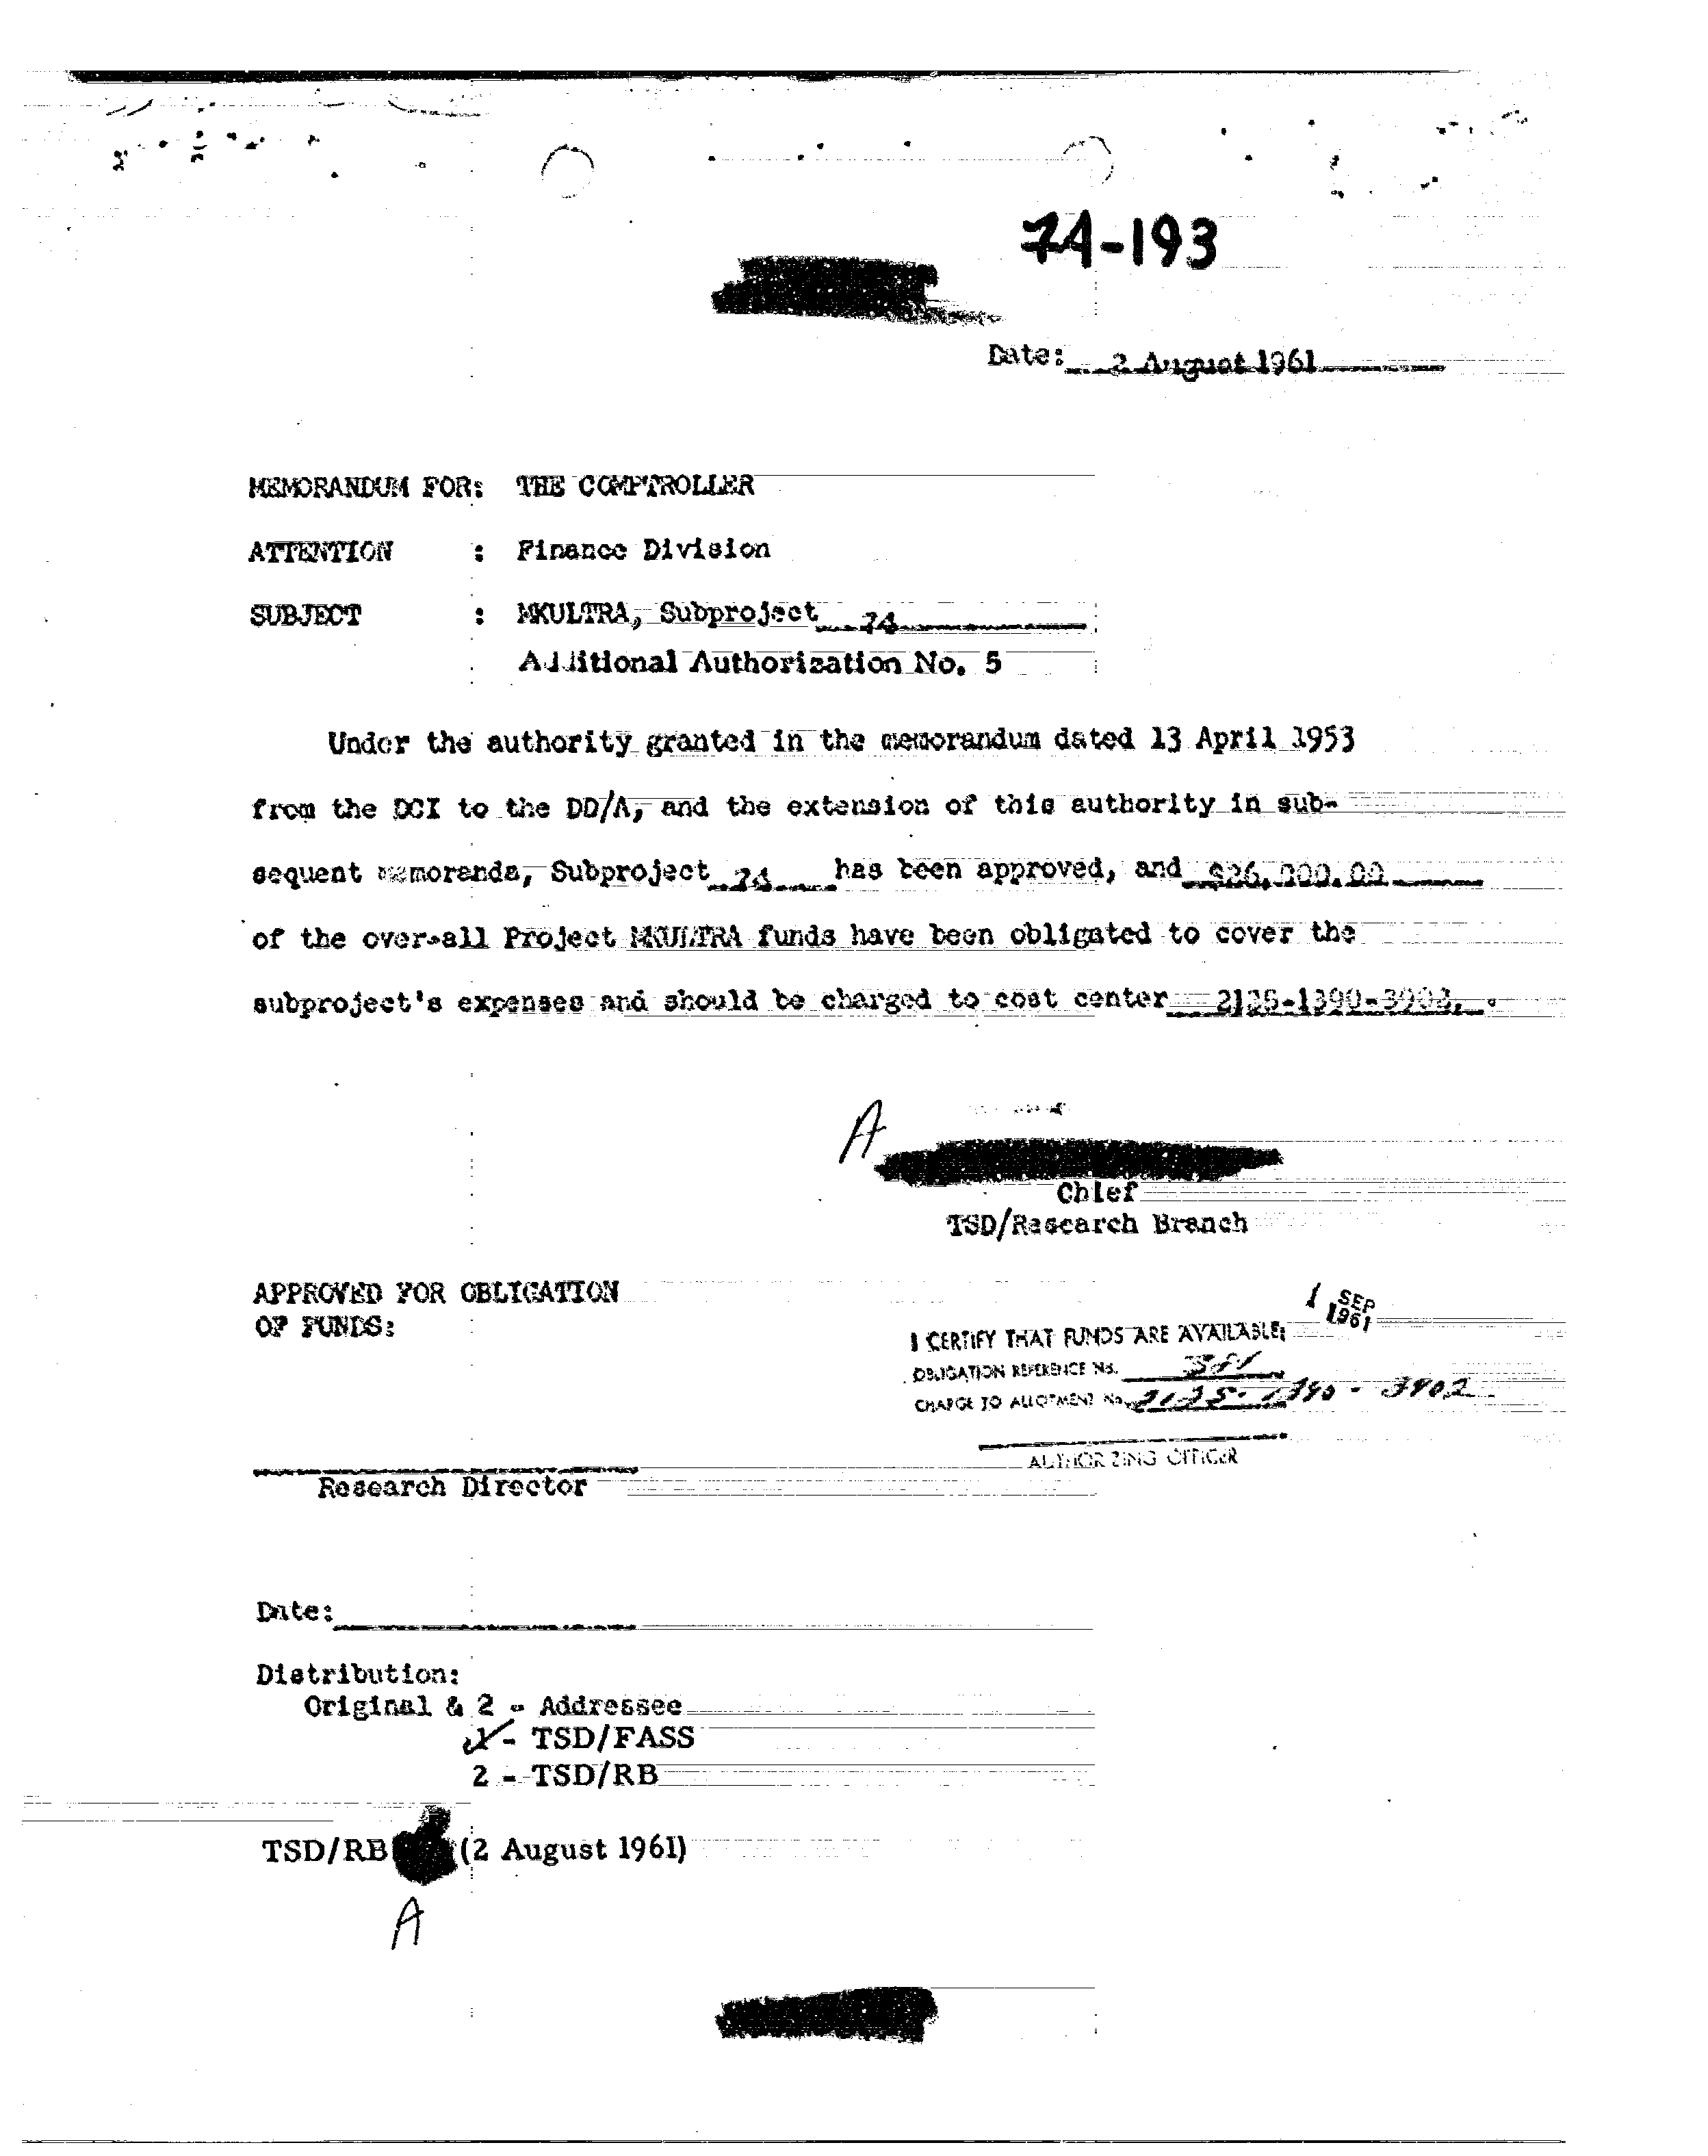 74-193
Date: 2 August 1961
MEMORANDUM FOR: THE COMPTROLLER
ATTENTION : Finance Division
SUBJECT : MKULTRA, Subproject 74
Additional Authorization No. 5
Under the authority granted in the memorandum dated 13 April 1953
from the DCI to the DD/A, and the extension of this authority in sub-
sequent memoranda, Subproject 74 has been approved, and $26,000.00
of the over-all Project MKULTRA funds have been obligated to cover the
subproject's expenses and should be charged to cost center 2125-1390-3902.
A
Chief
TSD/Research Branch
APPROVED FOR OBLIGATION
OF FUNDS:
1 SEP 1961
I CERTIFY THAT FUNDS ARE AVAILABLE:
OBLIGATION REFERENCE No.
CHARGE TO ALLOTMENT No. 2125-1390-3902
AUTHORIZING OFFICER
Research Director
Date:
Distribution:
Original & 2 - Addressee
1 - TSD/FASS
2 - TSD/RB
TSD/RB (2 August 1961)
A